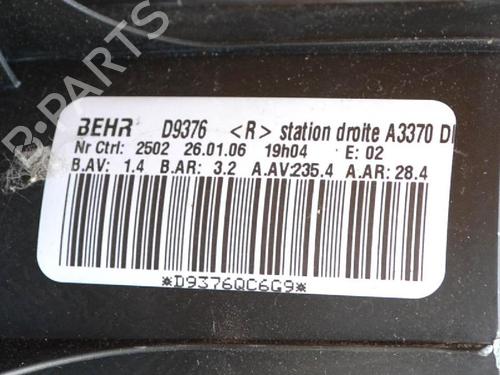 BEHR D9376 <R> station droite A3370 D
Nr Ctrl: 2502 26.01.06 19h04 E: 02
B.AV: 1.4 B.AR: 3.2 A.AV:235.4 A.AR: 28.4
*D9376QC6G9*
B-PARTS